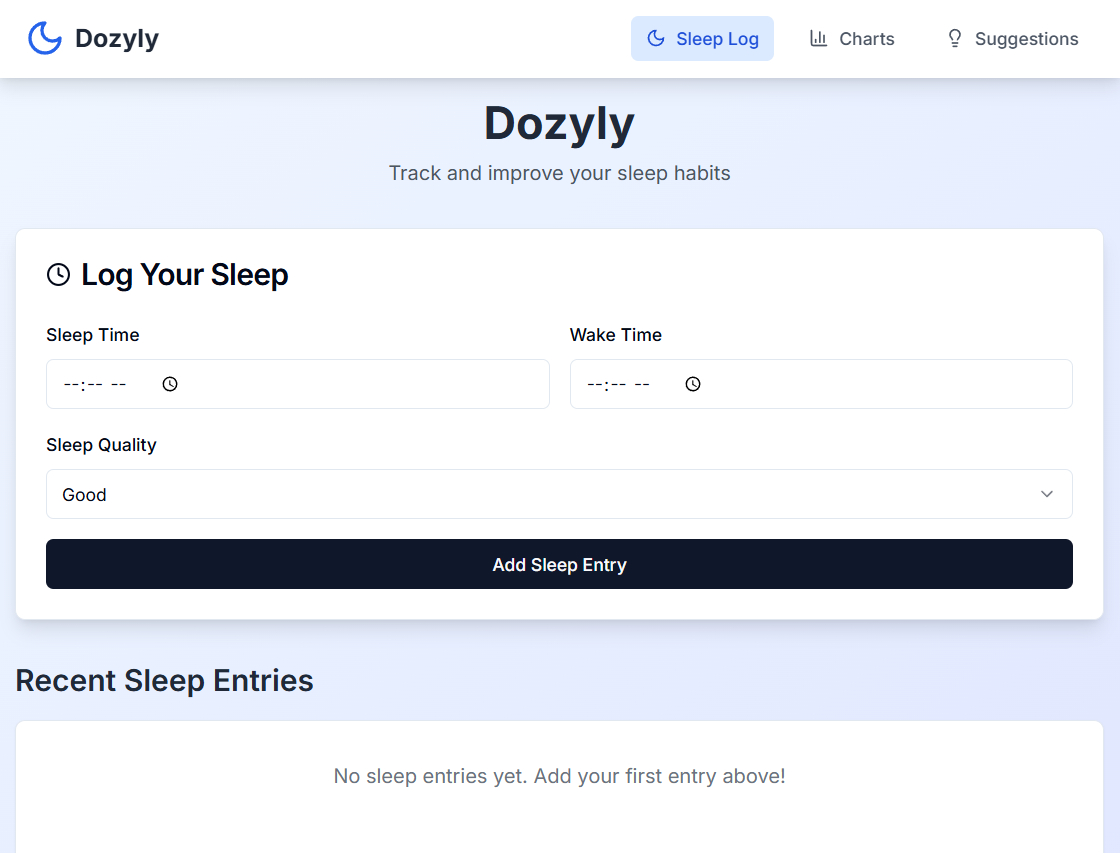 Dozyly
Sleep Log
Charts
Suggestions
Dozyly
Track and improve your sleep habits
Log Your Sleep
Sleep Time
Wake Time
--:-- --
--:-- --
Sleep Quality
Good
Add Sleep Entry
Recent Sleep Entries
No sleep entries yet. Add your first entry above!